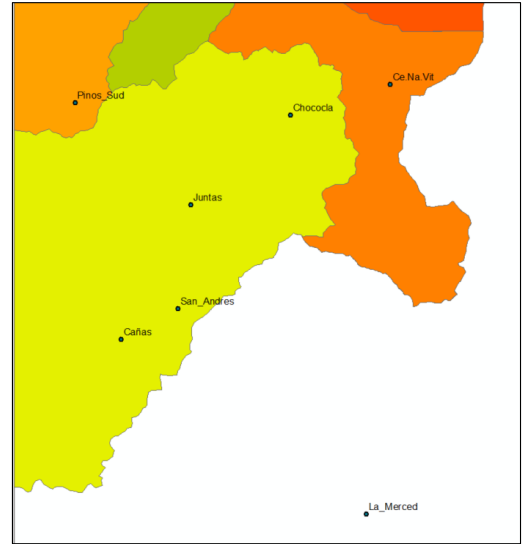 Ce.Na.Vit
Pinos_Sud
Chococla
Juntas
San_Andres
Cañas
La_Merced